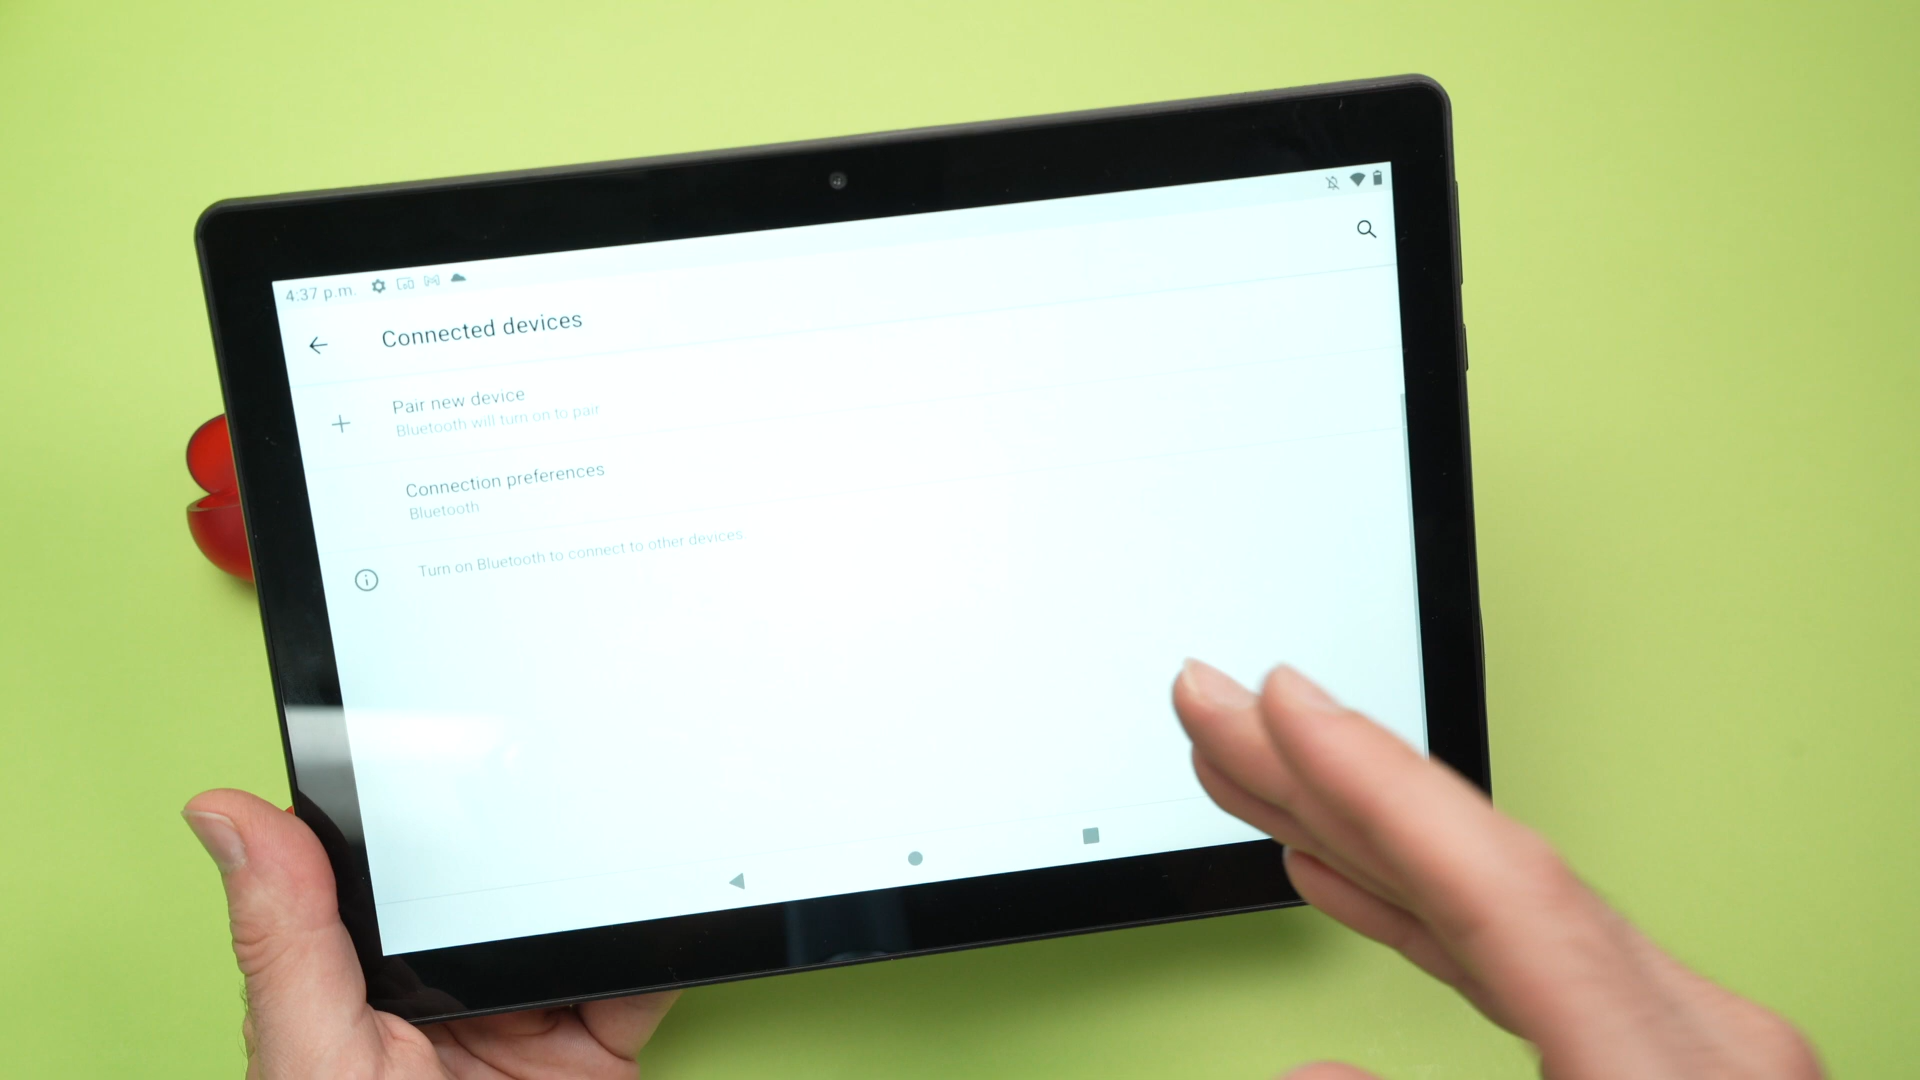 4:37 p.m.
Connected devices
Pair new device
Bluetooth will turn on to pair
Connection preferences
Bluetooth
Turn on Bluetooth to connect to other devices